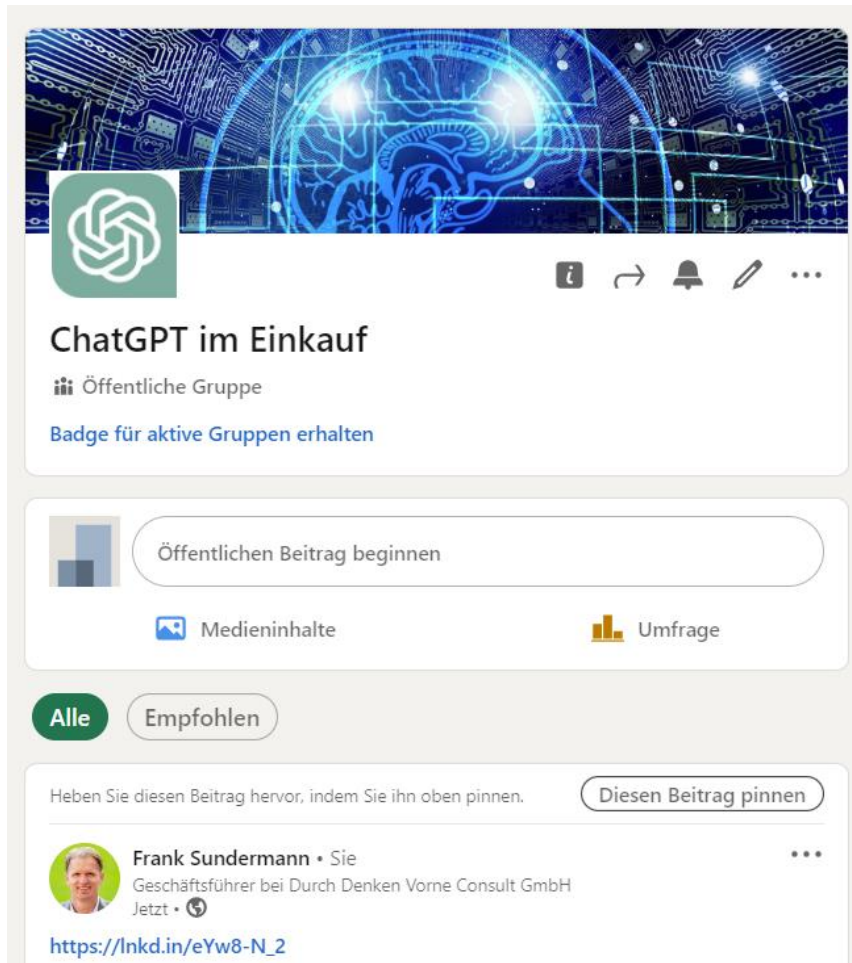 ChatGPT im Einkauf
Öffentliche Gruppe
Badge für aktive Gruppen erhalten
Öffentlichen Beitrag beginnen
Medieninhalte Umfrage
Alle Empfohlen
Heben Sie diesen Beitrag hervor, indem Sie ihn oben pinnen. Diesen Beitrag pinnen
Frank Sundermann • Sie
Geschäftsführer bei Durch Denken Vorne Consult GmbH
Jetzt •
https://lnkd.in/eYw8-N_2